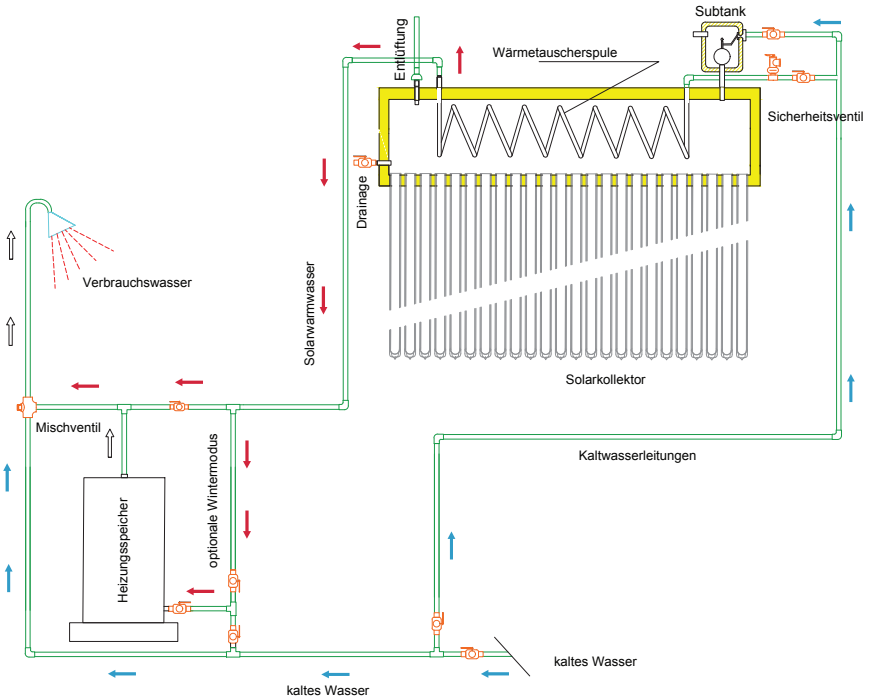 Subtank
Entlüftung
Wärmetauscherspule
Sicherheitsventil
Drainage
Verbrauchswasser
Solarwarmwasser
Solarkollektor
Mischventil
Kaltwasserleitungen
optionale Wintermodus
Heizungsspeicher
kaltes Wasser
kaltes Wasser